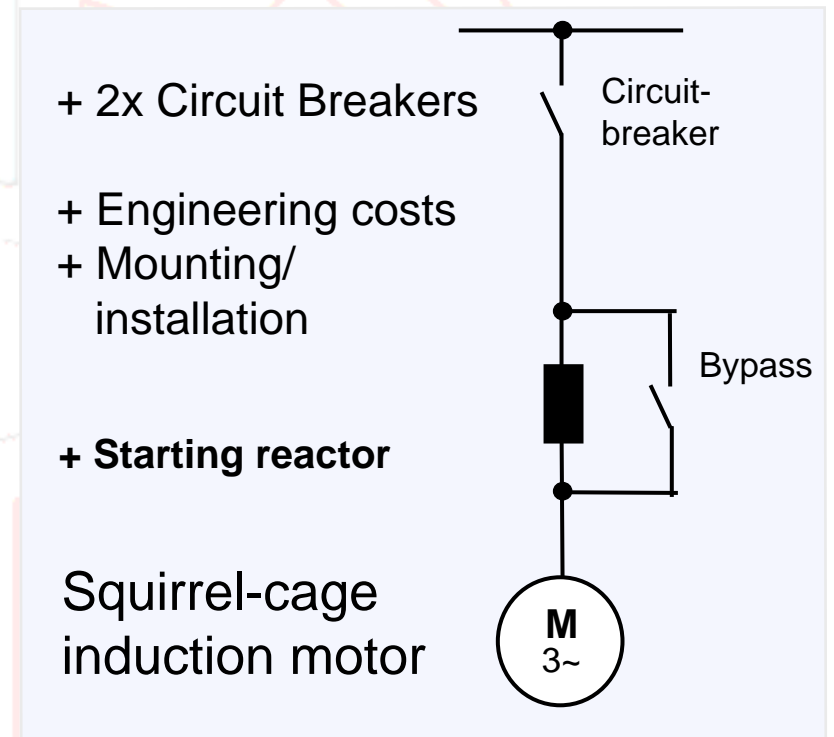 + 2x Circuit Breakers
Circuit-
breaker
+ Engineering costs
+ Mounting/
installation
Bypass
+ Starting reactor
Squirrel-cage
induction motor
M
3~